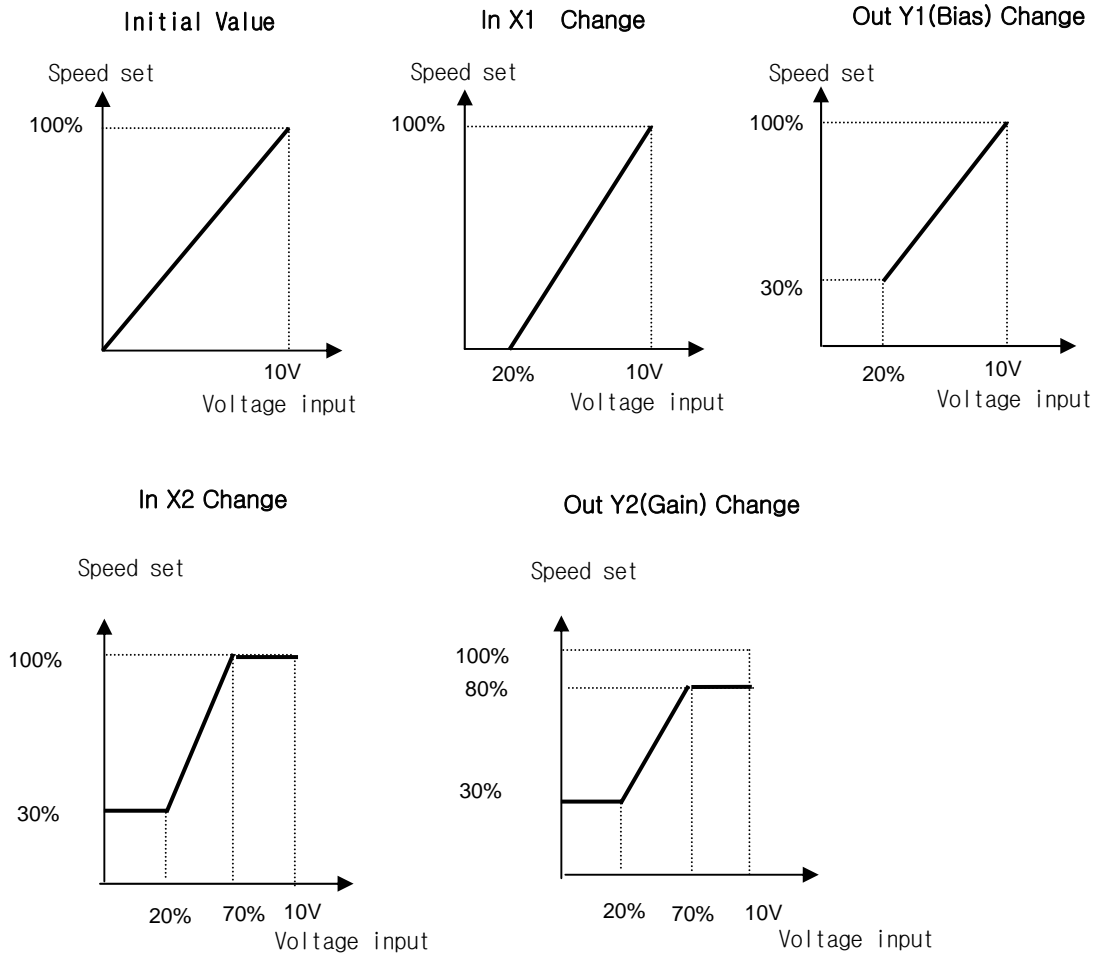 Initial Value
In X1 Change
Out Y1(Bias) Change
Speed set
Speed set
Speed set
100%
100%
100%
30%
10V
20%
10V
20%
10V
Voltage input
Voltage input
Voltage input
In X2 Change
Out Y2(Gain) Change
Speed set
Speed set
100%
100%
80%
30%
30%
20%
70%
10V
20%
70%
10V
Voltage input
Voltage input